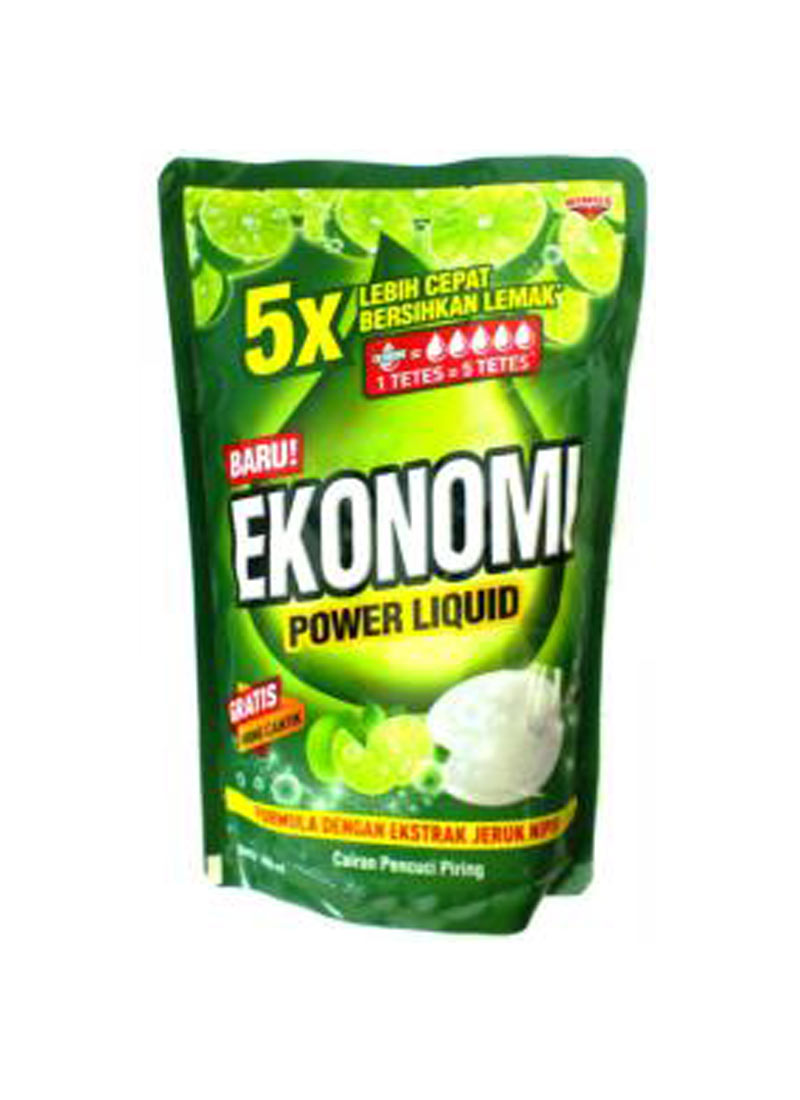 5X
LEBIH CEPAT
BERSIHKAN LEMAK*
=
1 TETES = 5 TETES
BARU!
EKONOMI
POWER LIQUID
GRATIS
FORMULA DENGAN EKSTRAK JERUK NIPIS
Cairan Pencuci Piring